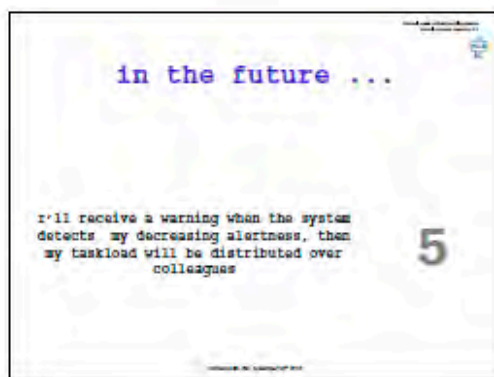 in the future ...
I'll receive a warning when the system
detects my decreasing alertness, then
my taskload will be distributed over
colleagues
5